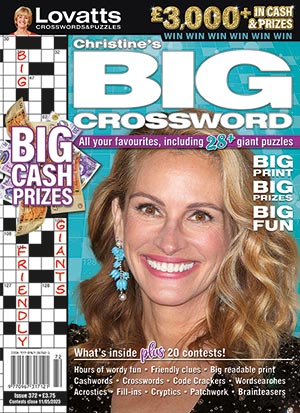 Lovatts
CROSSWORDS&PUZZLES
£3,000+ IN CASH
& PRIZES
WIN WIN WIN WIN WIN WIN
Christine's
BIG
CROSSWORD
All your favourites, including 28+ giant puzzles
BIG
BIG
CASH
PRIZES
BIG
PRINT
BIG
PRIZES
BIG
FUN
GIANTS
FRIENDLY
What's inside plus 20 contests!
Hours of wordy fun • Friendly clues • Big readable print
Cashwords • Crosswords • Code Crackers • Wordsearches
Acrostics • Fill-ins • Cryptics • Patchwork • Brainteasers
Issue 372 • £3.75
Contests close 11/05/2023